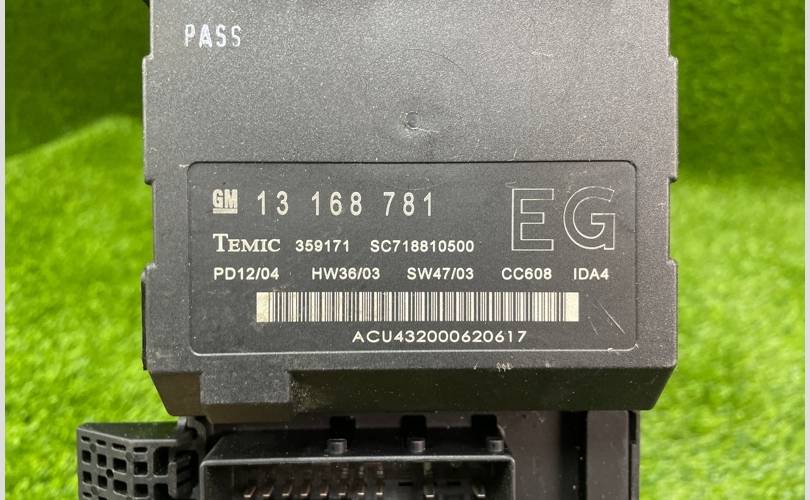 PASS
GM 13 168 781 EG
TEMIC 359171 SC718810500
PD12/04 HW36/03 SW47/03 CC608 IDA4
ACU432000620617